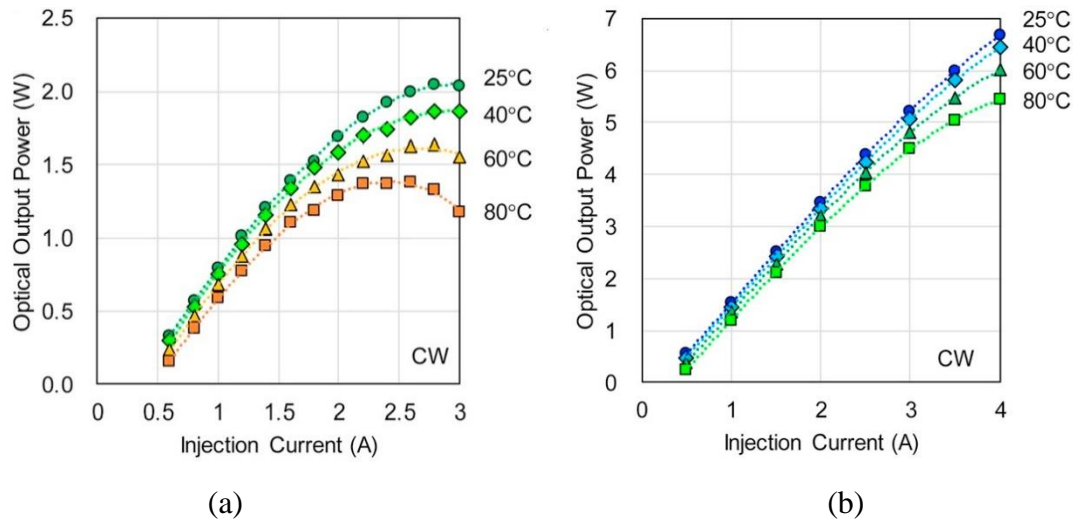 2.5
2.0
1.5
1.0
0.5
0.0
0
0.5
1
1.5
2
2.5
3
Optical Output Power (W)
Injection Current (A)
25°C
40°C
60°C
80°C
CW
(a)
7
6
5
4
3
2
1
0
0
1
2
3
4
Optical Output Power (W)
Injection Current (A)
25°C
40°C
60°C
80°C
CW
(b)